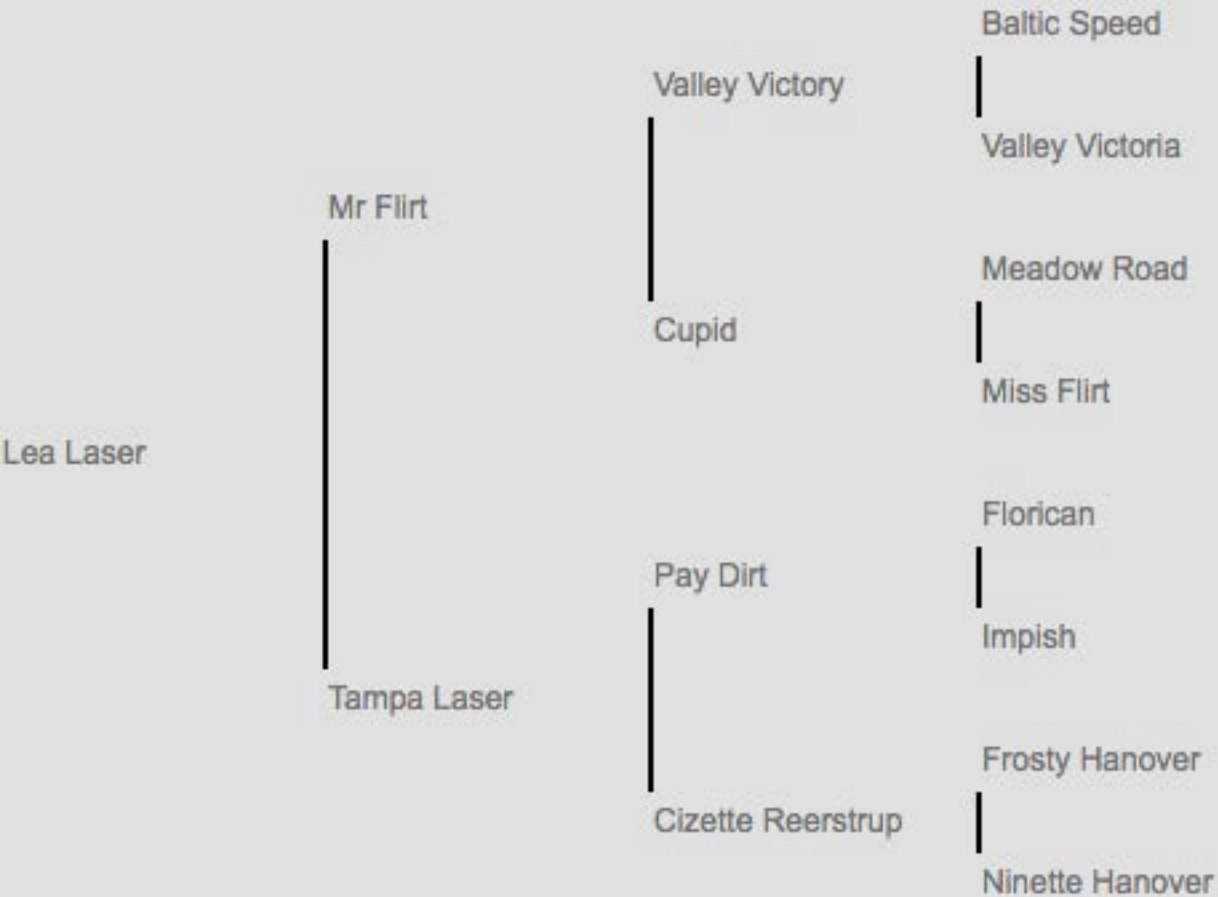 Baltic Speed
Valley Victory
Valley Victoria
Mr Flirt
Meadow Road
Cupid
Miss Flirt
Lea Laser
Florican
Pay Dirt
Impish
Tampa Laser
Frosty Hanover
Cizette Reerstrup
Ninette Hanover